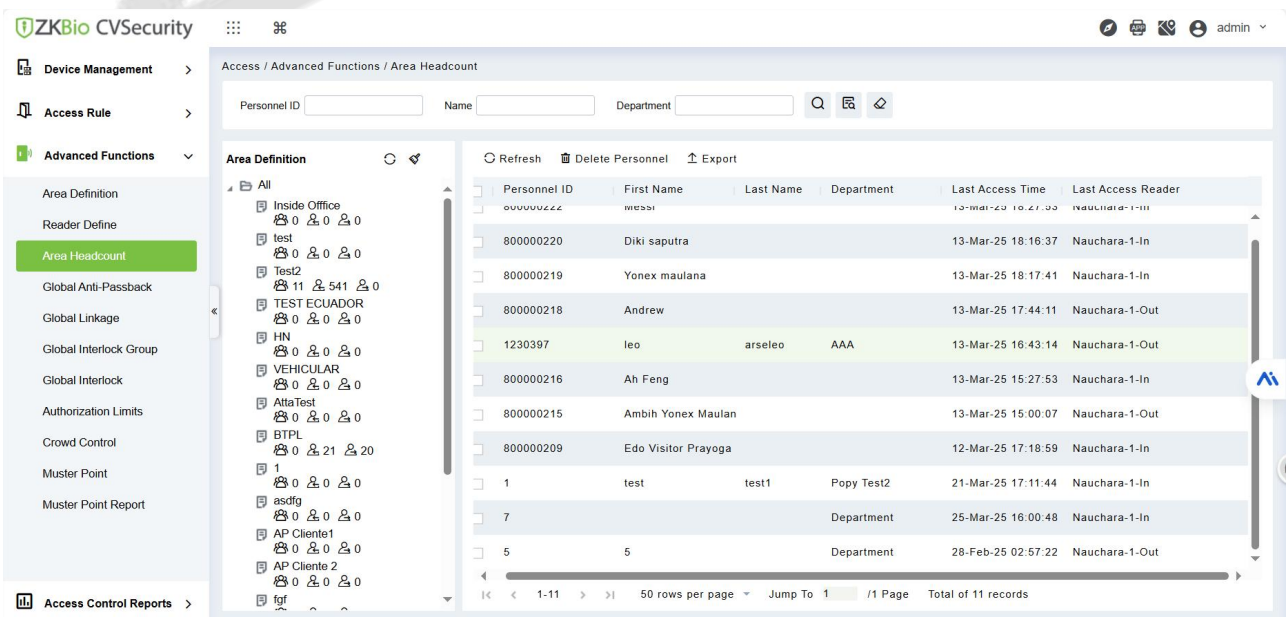 ZKBio CVSecurity
admin
Device Management
Access Rule
Advanced Functions
Area Definition
Reader Define
Area Headcount
Global Anti-Passback
Global Linkage
Global Interlock Group
Global Interlock
Authorization Limits
Crowd Control
Muster Point
Muster Point Report
Access Control Reports
Access / Advanced Functions / Area Headcount
Personnel ID Name Department
Area Definition
All
Inside Offfice
0 0 0
test
0 0 0
Test2
11 541 0
TEST ECUADOR
0 0 0
HN
0 0 0
VEHICULAR
0 0 0
AttaTest
0 0 0
BTPL
0 21 20
1
0 0 0
asdfg
0 0 0
AP Cliente1
0 0 0
AP Cliente 2
0 0 0
fgf
Refresh Delete Personnel Export
Personnel ID First Name Last Name Department Last Access Time Last Access Reader
800000222 Messi 13-Mar-25 18:27:53 Nauchara-1-In
800000220 Diki saputra 13-Mar-25 18:16:37 Nauchara-1-In
800000219 Yonex maulana 13-Mar-25 18:17:41 Nauchara-1-In
800000218 Andrew 13-Mar-25 17:44:11 Nauchara-1-Out
1230397 leo arseleo AAA 13-Mar-25 16:43:14 Nauchara-1-Out
800000216 Ah Feng 13-Mar-25 15:27:53 Nauchara-1-In
800000215 Ambih Yonex Maulan 13-Mar-25 15:00:07 Nauchara-1-Out
800000209 Edo Visitor Prayoga 12-Mar-25 17:18:59 Nauchara-1-In
1 test test1 Popy Test2 21-Mar-25 17:11:44 Nauchara-1-In
7 Department 25-Mar-25 16:00:48 Nauchara-1-In
5 5 Department 28-Feb-25 02:57:22 Nauchara-1-Out
1-11 50 rows per page Jump To 1 /1 Page Total of 11 records